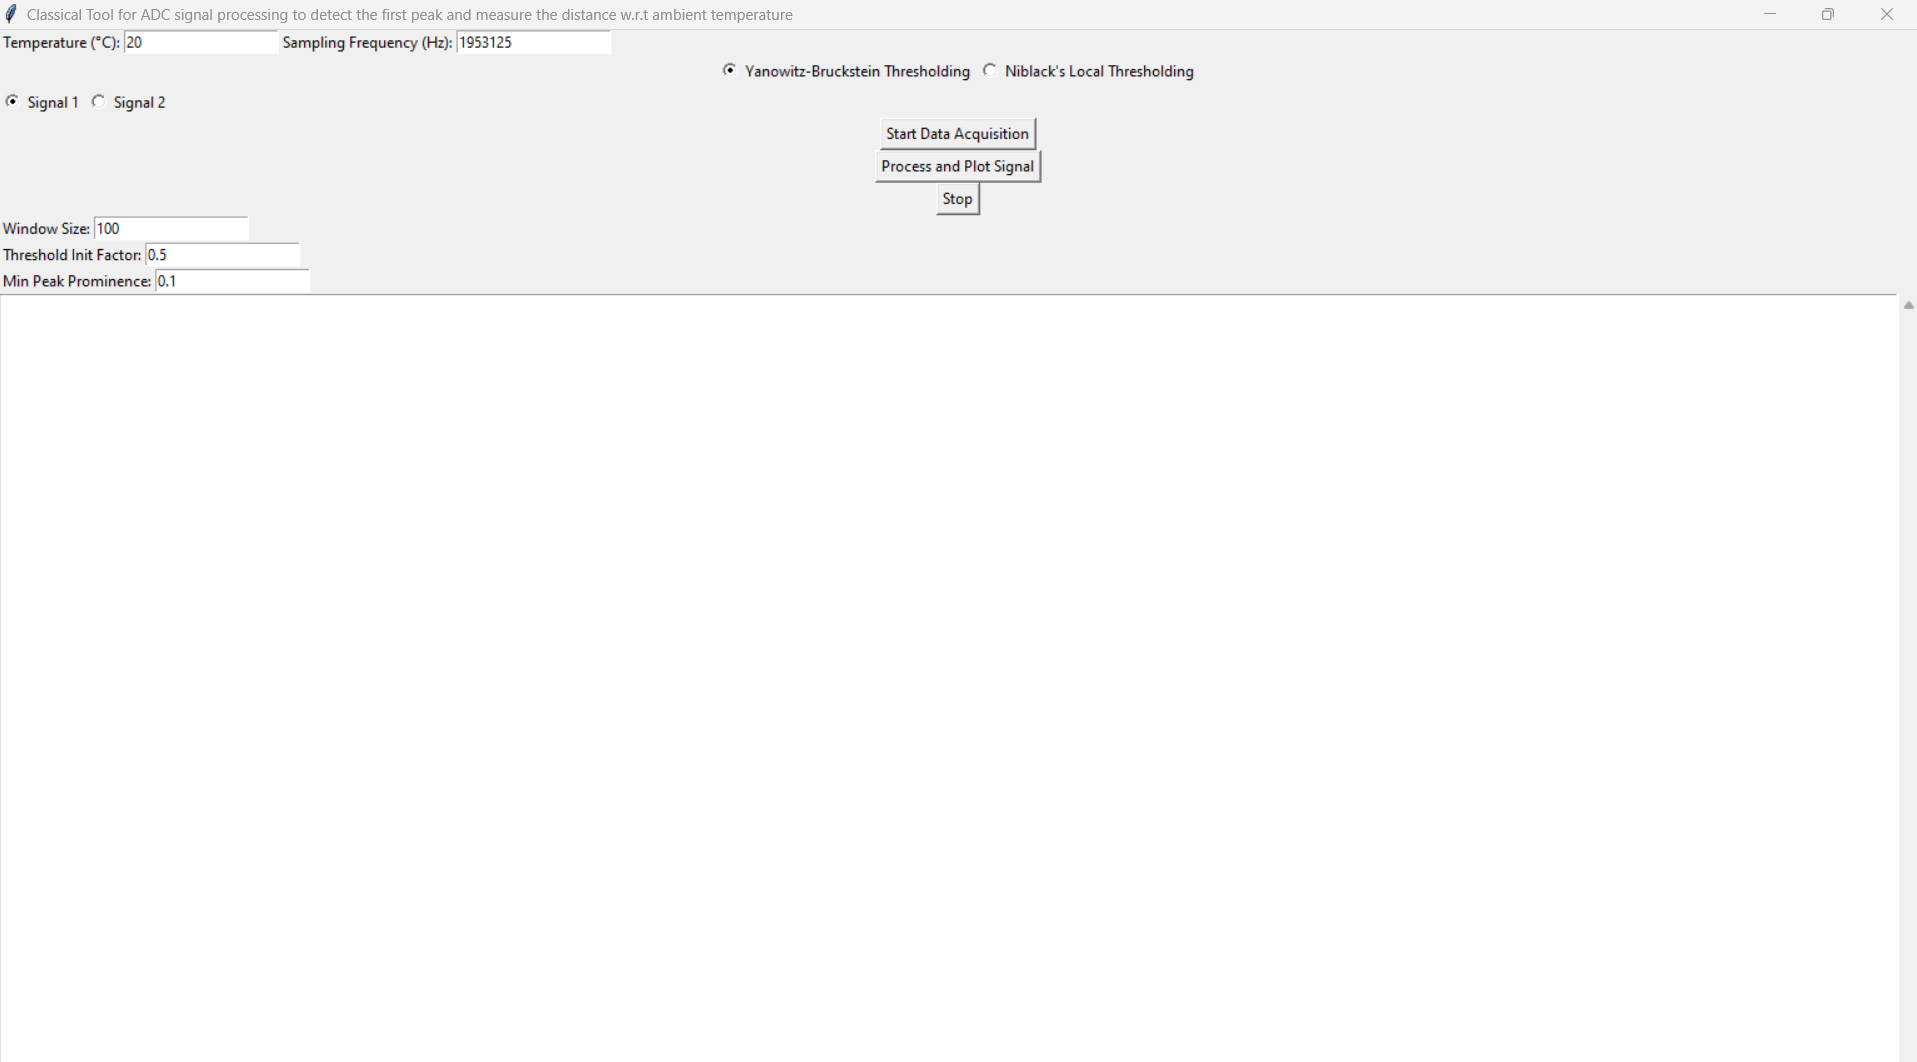 Classical Tool for ADC signal processing to detect the first peak and measure the distance w.r.t ambient temperature
Temperature (°C): 20 Sampling Frequency (Hz): 1953125
Yanowitz-Bruckstein Thresholding Niblack's Local Thresholding
Signal 1 Signal 2
Start Data Acquisition
Process and Plot Signal
Stop
Window Size: 100
Threshold Init Factor: 0.5
Min Peak Prominence: 0.1